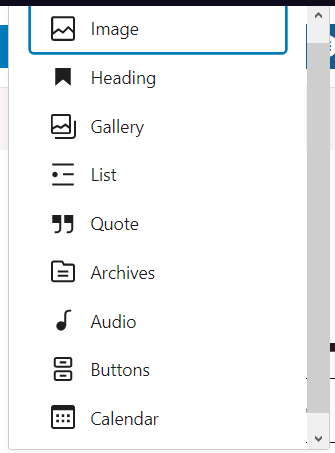 Image
Heading
Gallery
List
Quote
Archives
Audio
Buttons
Calendar